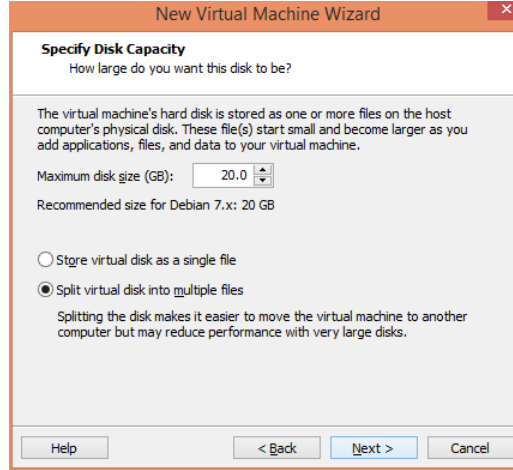 New Virtual Machine Wizard
Specify Disk Capacity
How large do you want this disk to be?
The virtual machine's hard disk is stored as one or more files on the host
computer's physical disk. These file(s) start small and become larger as you
add applications, files, and data to your virtual machine.
Maximum disk size (GB): 20.0
Recommended size for Debian 7.x: 20 GB
Store virtual disk as a single file
Split virtual disk into multiple files
Splitting the disk makes it easier to move the virtual machine to another
computer but may reduce performance with very large disks.
Help < Back Next > Cancel